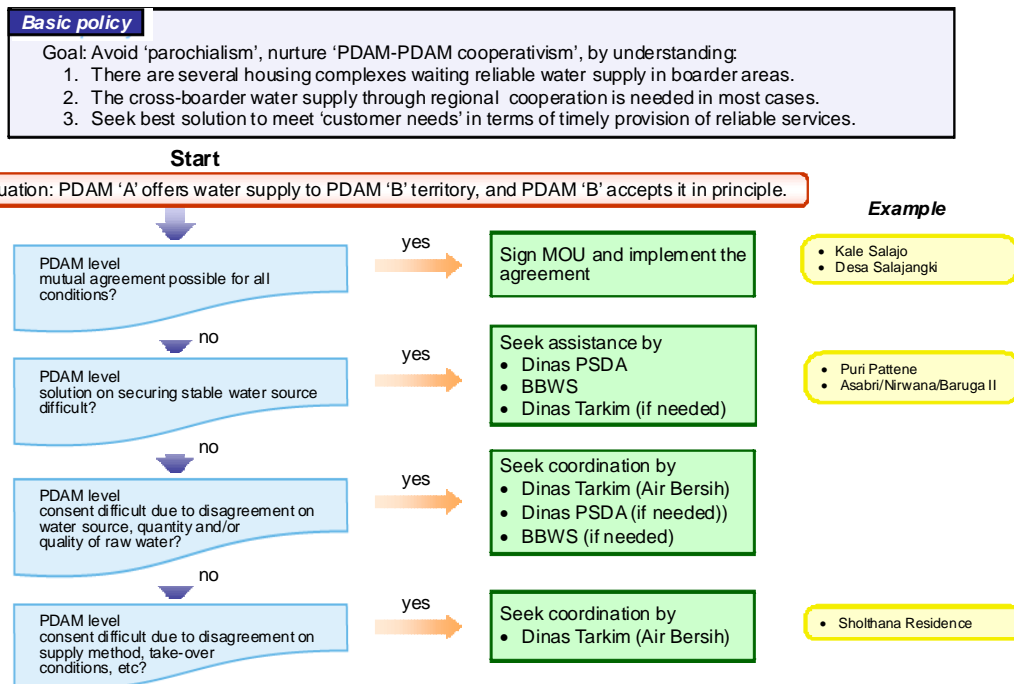 Basic policy
Goal: Avoid ‘parochialism’, nurture ‘PDAM-PDAM cooperativism’, by understanding:
1. There are several housing complexes waiting reliable water supply in boarder areas.
2. The cross-boarder water supply through regional cooperation is needed in most cases.
3. Seek best solution to meet ‘customer needs’ in terms of timely provision of reliable services.
Start
uation: PDAM ‘A’ offers water supply to PDAM ‘B’ territory, and PDAM ‘B’ accepts it in principle.
Example
PDAM level
mutual agreement possible for all
conditions?
yes
Sign MOU and implement the
agreement
• Kale Salajo
• Desa Salajangki
no
PDAM level
solution on securing stable water source
difficult?
yes
Seek assistance by
• Dinas PSDA
• BBWS
• Dinas Tarkim (if needed)
• Puri Pattene
• Asabri/Nirwana/Baruga II
no
PDAM level
consent difficult due to disagreement on
water source, quantity and/or
quality of raw water?
yes
Seek coordination by
• Dinas Tarkim (Air Bersih)
• Dinas PSDA (if needed))
• BBWS (if needed)
no
PDAM level
consent difficult due to disagreement on
supply method, take-over
conditions, etc?
yes
Seek coordination by
• Dinas Tarkim (Air Bersih)
• Sholthana Residence